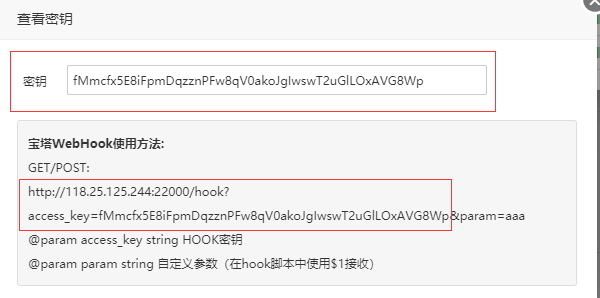 查看密钥
密钥 fMmcfx5E8iFpmDqzznPFw8qV0akoJgIwswT2uGlLOxAVG8Wp
宝塔WebHook使用方法:
GET/POST:
http://118.25.125.244:22000/hook?
access_key=fMmcfx5E8iFpmDqzznPFw8qV0akoJgIwswT2uGlLOxAVG8Wp&param=aaa
@param access_key string HOOK密钥
@param param string 自定义参数（在hook脚本中使用$1接收）